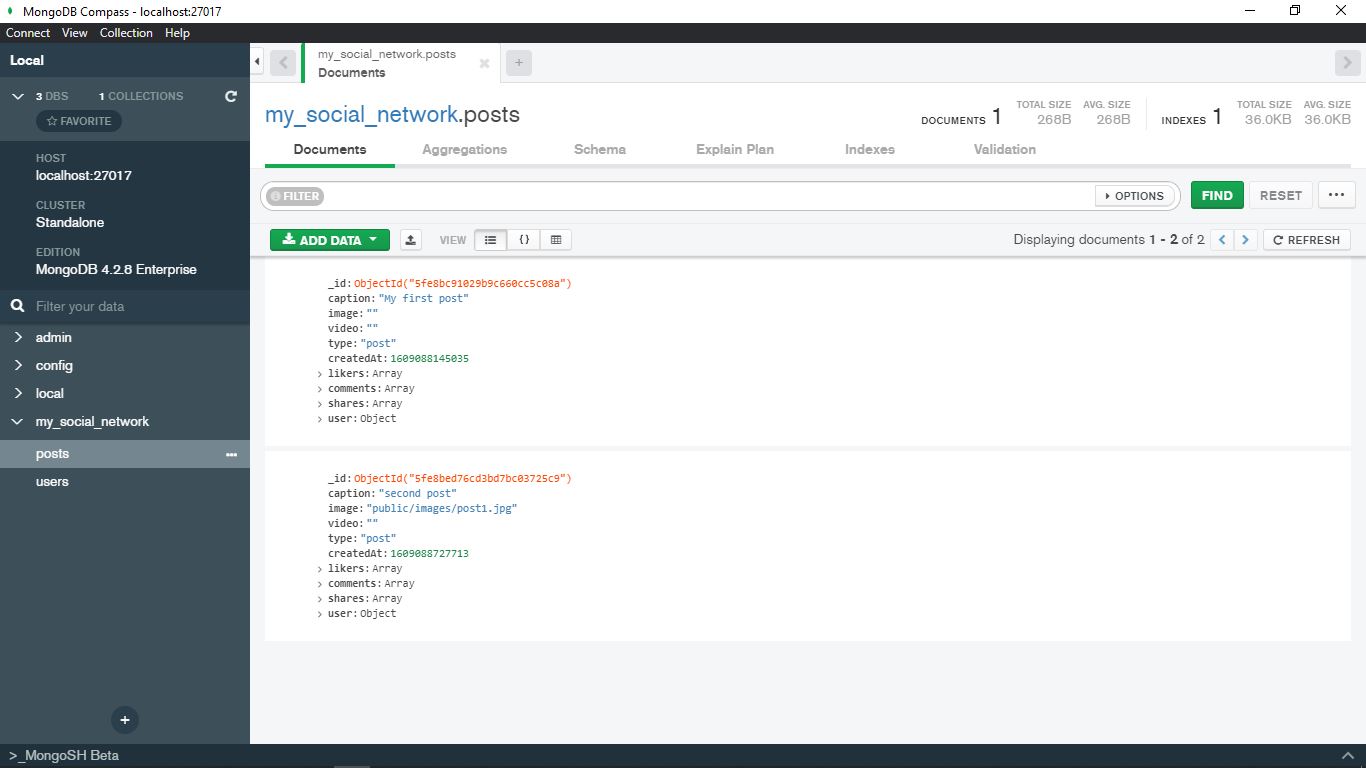 MongoDB Compass - localhost:27017
Connect View Collection Help
Local
3 DBS 1 COLLECTIONS
FAVORITE
HOST
localhost:27017
CLUSTER
Standalone
EDITION
MongoDB 4.2.8 Enterprise
Filter your data
admin
config
local
my_social_network
posts
users
>_MongoSH Beta
my_social_network.posts
Documents
my_social_network.posts
DOCUMENTS 1 TOTAL SIZE 268B AVG. SIZE 268B INDEXES 1 TOTAL SIZE 36.0KB AVG. SIZE 36.0KB
Documents Aggregations Schema Explain Plan Indexes Validation
FILTER OPTIONS FIND RESET ...
ADD DATA VIEW {} Displaying documents 1 - 2 of 2 < > REFRESH
_id: ObjectId("5fe8bc91029b9c660cc5c08a")
caption: "My first post"
image: ""
video: ""
type: "post"
createdAt: 1609088145035
> likers: Array
> comments: Array
> shares: Array
> user: Object
_id: ObjectId("5fe8bed76cd3bd7bc03725c9")
caption: "second post"
image: "public/images/post1.jpg"
video: ""
type: "post"
createdAt: 1609088727713
> likers: Array
> comments: Array
> shares: Array
> user: Object